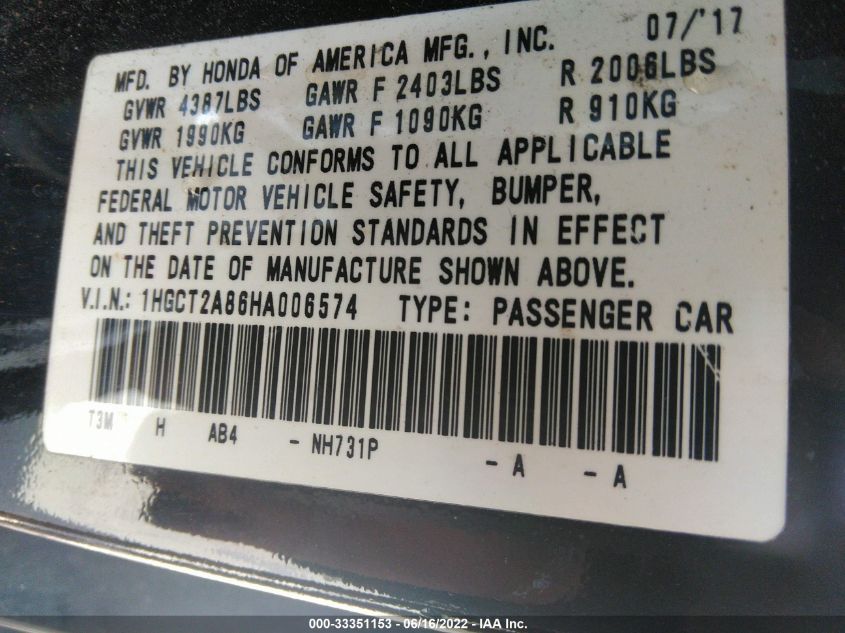 MFD. BY HONDA OF AMERICA MFG., INC. 07/'17
GVWR 4387LBS GAWR F 2403LBS R 2006LBS
GVWR 1990KG GAWR F 1090KG R 910KG
THIS VEHICLE CONFORMS TO ALL APPLICABLE
FEDERAL MOTOR VEHICLE SAFETY, BUMPER,
AND THEFT PREVENTION STANDARDS IN EFFECT
ON THE DATE OF MANUFACTURE SHOWN ABOVE.
V.I.N.: 1HGCT2A86HA006574 TYPE: PASSENGER CAR
T3M H AB4 - NH731P - A - A
000-33351153 - 06/16/2022 - IAA Inc.